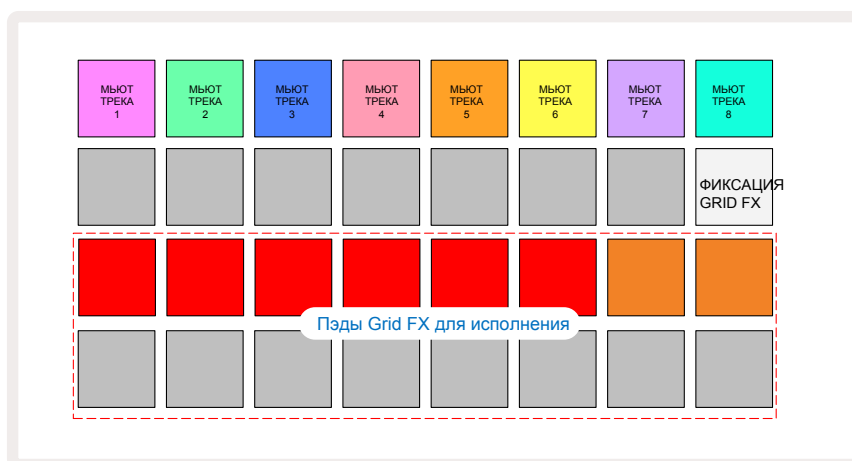 МЬЮТ
ТРЕКА
1
МЬЮТ
ТРЕКА
2
МЬЮТ
ТРЕКА
3
МЬЮТ
ТРЕКА
4
МЬЮТ
ТРЕКА
5
МЬЮТ
ТРЕКА
6
МЬЮТ
ТРЕКА
7
МЬЮТ
ТРЕКА
8
ФИКСАЦИЯ
GRID FX
Пэды Grid FX для исполнения